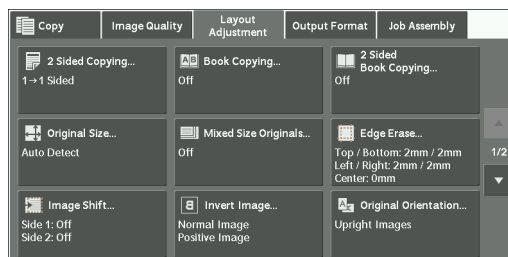 Copy
Image Quality
Layout
Adjustment
Output Format
Job Assembly
2 Sided Copying...
1→1 Sided
Book Copying...
Off
2 Sided
Book Copying...
Off
Original Size...
Auto Detect
Mixed Size Originals...
Off
Edge Erase...
Top / Bottom: 2mm / 2mm
Left / Right: 2mm / 2mm
Center: 0mm
1/2
Image Shift...
Side 1: Off
Side 2: Off
Invert Image...
Normal Image
Positive Image
Original Orientation...
Upright Images